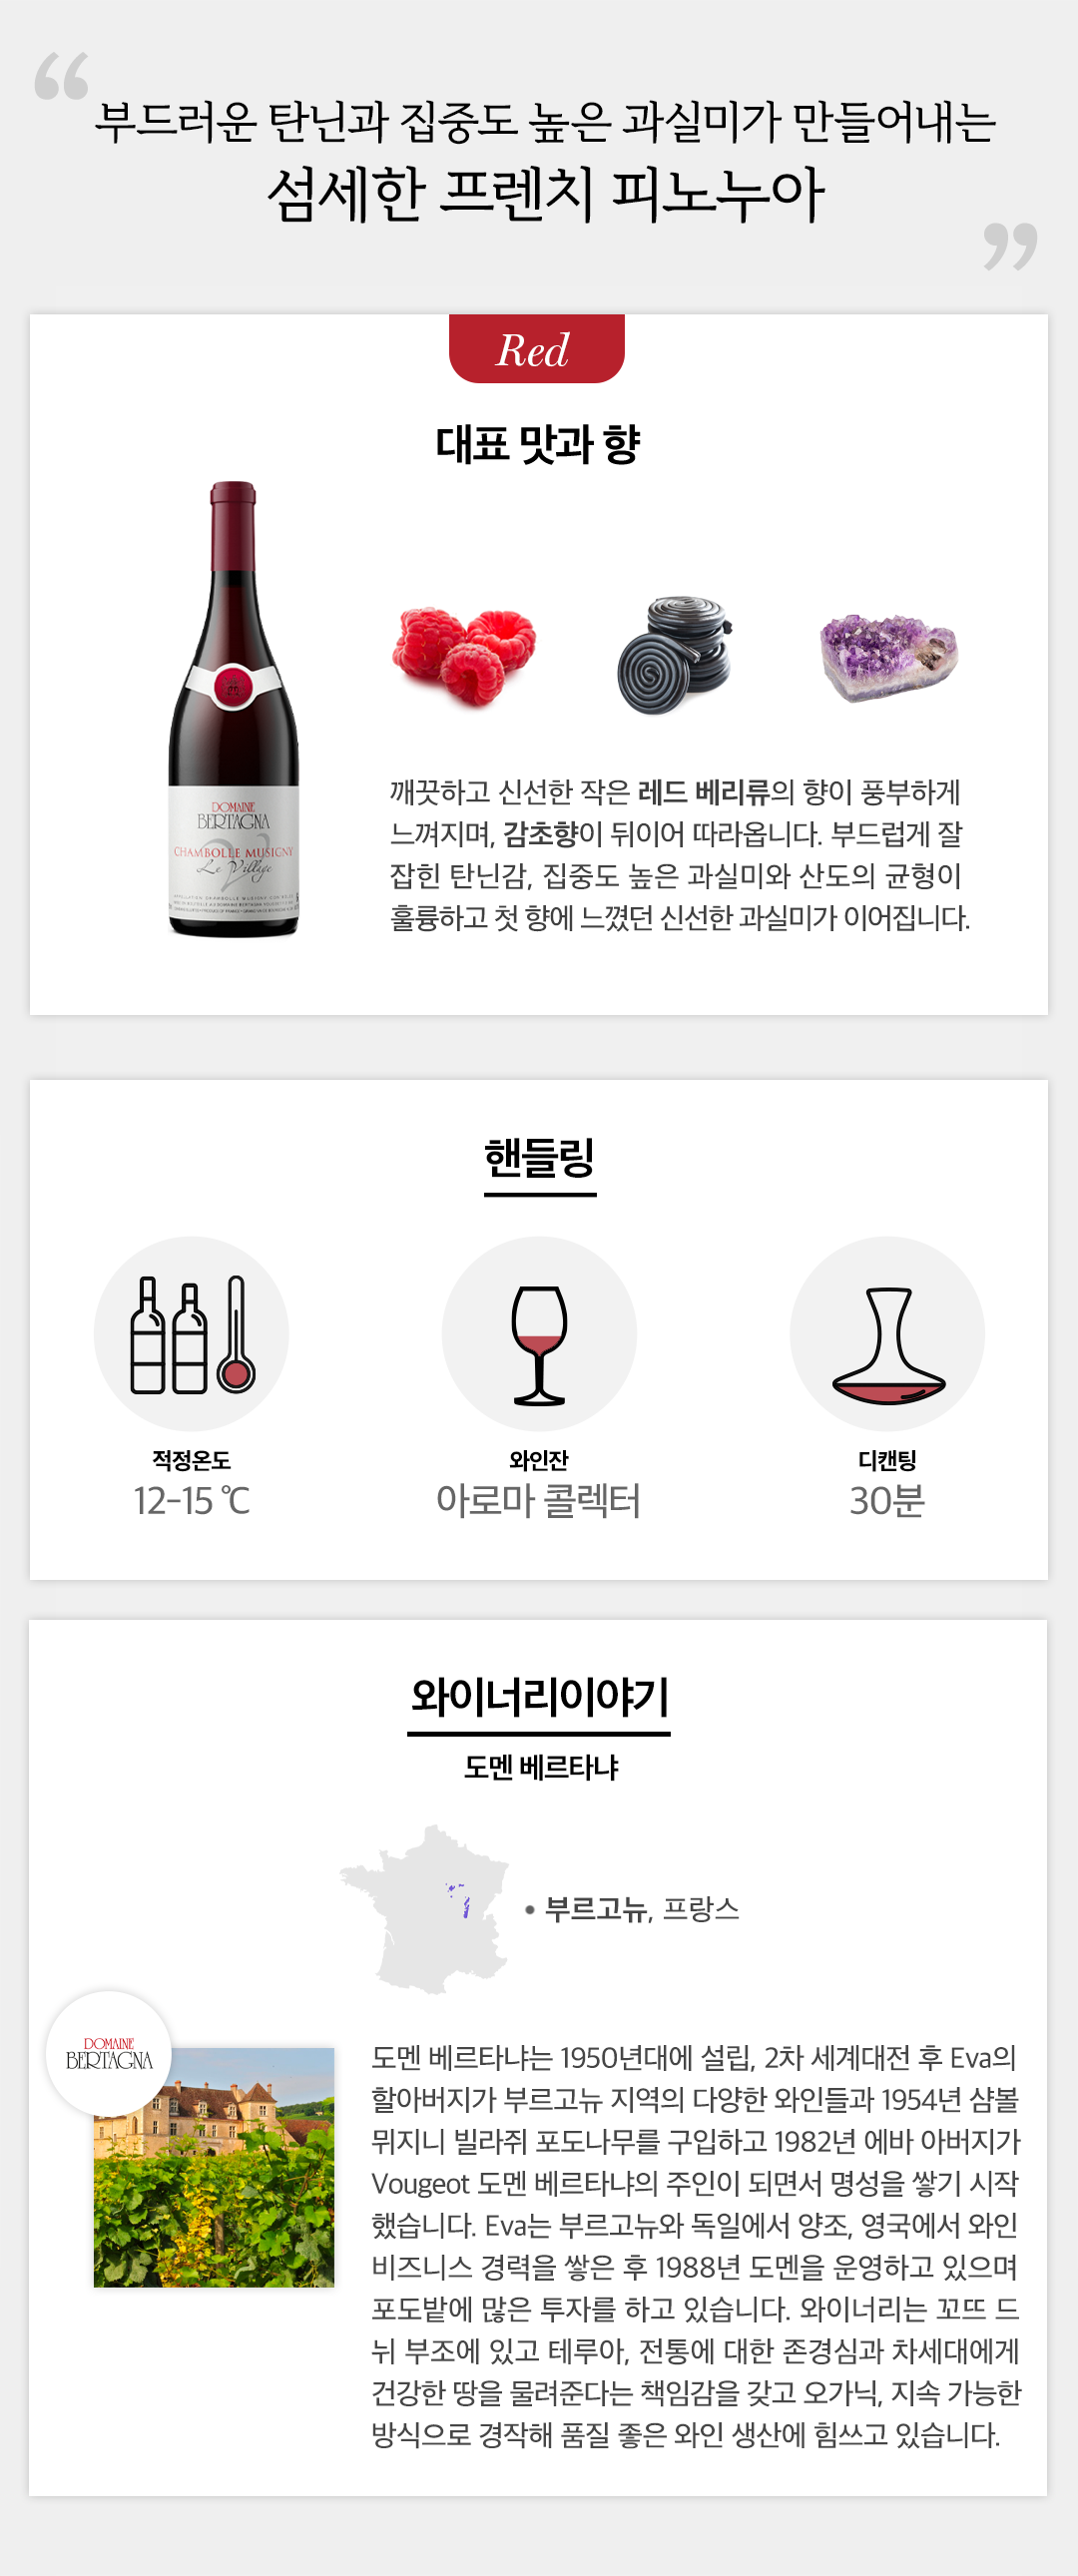 “
부드러운 탄닌과 집중도 높은 과실미가 만들어내는
섬세한 프렌치 피노누아
”
Red
대표 맛과 향
DOMAINE
BERTAGNA
CHAMBOLLE MUSIGNY
Le Village
깨끗하고 신선한 작은 레드 베리류의 향이 풍부하게
느껴지며, 감초향이 뒤이어 따라옵니다. 부드럽게 잘
잡힌 탄닌감, 집중도 높은 과실미와 산도의 균형이
훌륭하고 첫 향에 느꼈던 신선한 과실미가 이어집니다.
핸들링
적정온도
12-15 ℃
와인잔
아로마 콜렉터
디캔팅
30분
와이너리이야기
도멘 베르타냐
• 부르고뉴, 프랑스
DOMAINE
BERTAGNA
도멘 베르타냐는 1950년대에 설립, 2차 세계대전 후 Eva의
할아버지가 부르고뉴 지역의 다양한 와인들과 1954년 샴볼
뮈지니 빌라쥐 포도나무를 구입하고 1982년 에바 아버지가
Vougeot 도멘 베르타냐의 주인이 되면서 명성을 쌓기 시작
했습니다. Eva는 부르고뉴와 독일에서 양조, 영국에서 와인
비즈니스 경력을 쌓은 후 1988년 도멘을 운영하고 있으며
포도밭에 많은 투자를 하고 있습니다. 와이너리는 꼬뜨 드
뉘 부조에 있고 테루아, 전통에 대한 존경심과 차세대에게
건강한 땅을 물려준다는 책임감을 갖고 오가닉, 지속 가능한
방식으로 경작해 품질 좋은 와인 생산에 힘쓰고 있습니다.